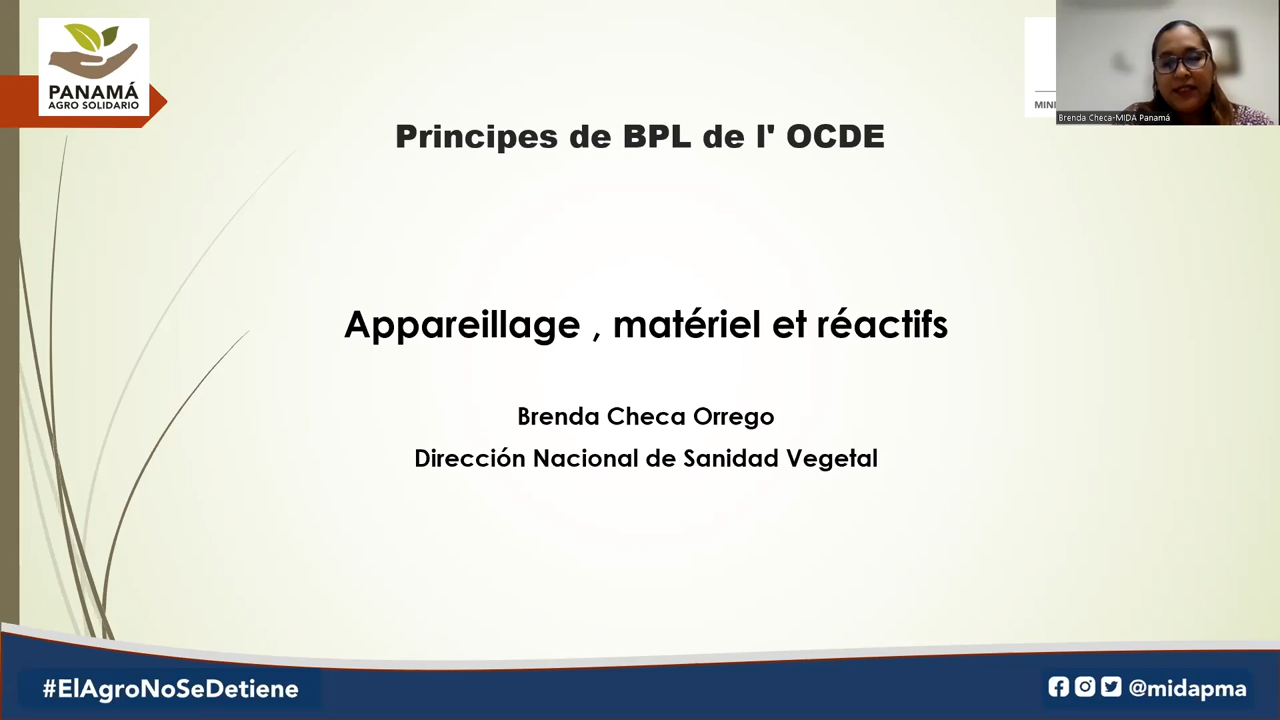 PANAMÁ
AGRO SOLIDARIO
Brenda Checa-MIDA Panamá
Principes de BPL de l' OCDE
Appareillage , matériel et réactifs
Brenda Checa Orrego
Dirección Nacional de Sanidad Vegetal
#ElAgroNoSeDetiene
@midapma